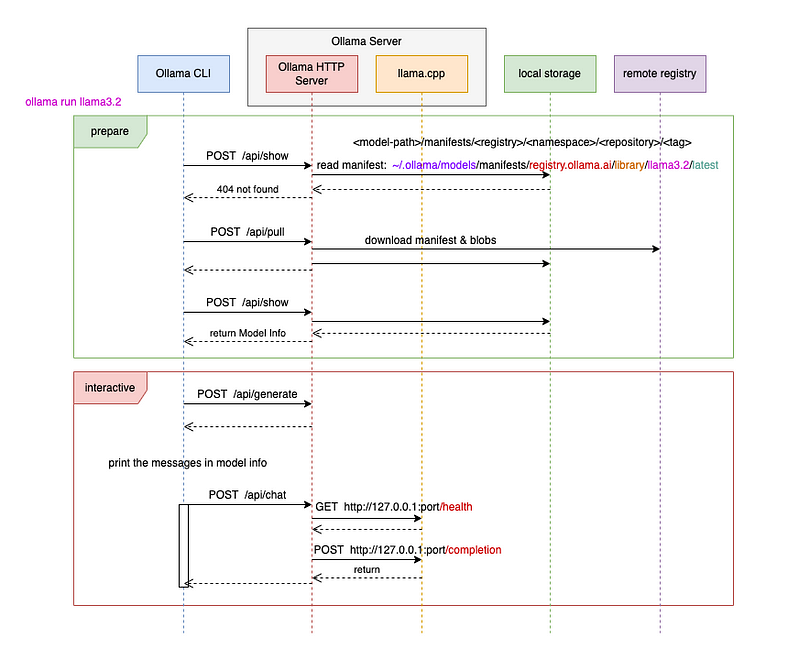 Ollama Server
Ollama CLI
Ollama HTTP
Server
llama.cpp
local storage
remote registry
ollama run llama3.2
prepare
<model-path>/manifests/<registry>/<namespace>/<repository>/<tag>
POST /api/show
read manifest: ~/.ollama/models/manifests/registry.ollama.ai/library/llama3.2/latest
404 not found
POST /api/pull
download manifest & blobs
POST /api/show
return Model Info
interactive
POST /api/generate
print the messages in model info
POST /api/chat
GET http://127.0.0.1:port/health
POST http://127.0.0.1:port/completion
return